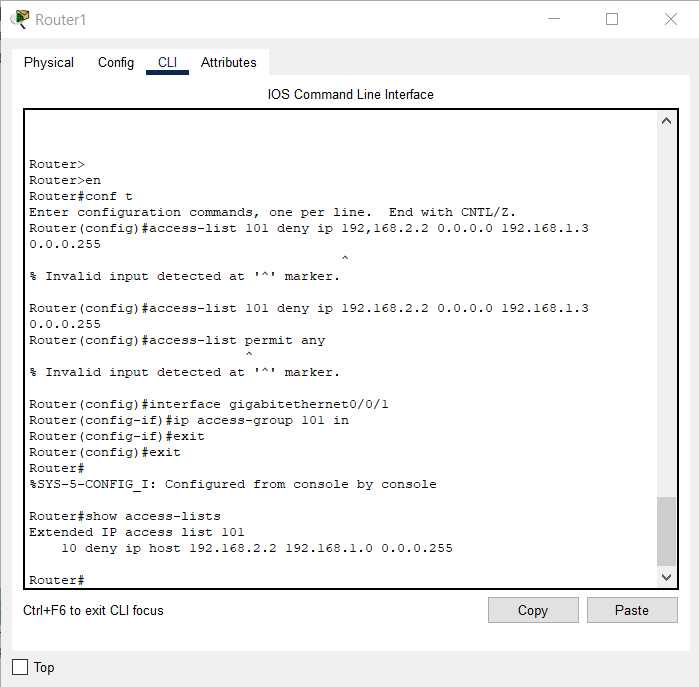 Router1
Physical Config CLI Attributes
IOS Command Line Interface
Router>
Router>en
Router#conf t
Enter configuration commands, one per line.  End with CNTL/Z.
Router(config)#access-list 101 deny ip 192,168.2.2 0.0.0.0 192.168.1.3
0.0.0.255
^
% Invalid input detected at '^' marker.
Router(config)#access-list 101 deny ip 192.168.2.2 0.0.0.0 192.168.1.3
0.0.0.255
Router(config)#access-list permit any
^
% Invalid input detected at '^' marker.
Router(config)#interface gigabitethernet0/0/1
Router(config-if)#ip access-group 101 in
Router(config-if)#exit
Router(config)#exit
Router#
%SYS-5-CONFIG_I: Configured from console by console
Router#show access-lists
Extended IP access list 101
10 deny ip host 192.168.2.2 192.168.1.0 0.0.0.255
Router#
Ctrl+F6 to exit CLI focus Copy Paste
Top